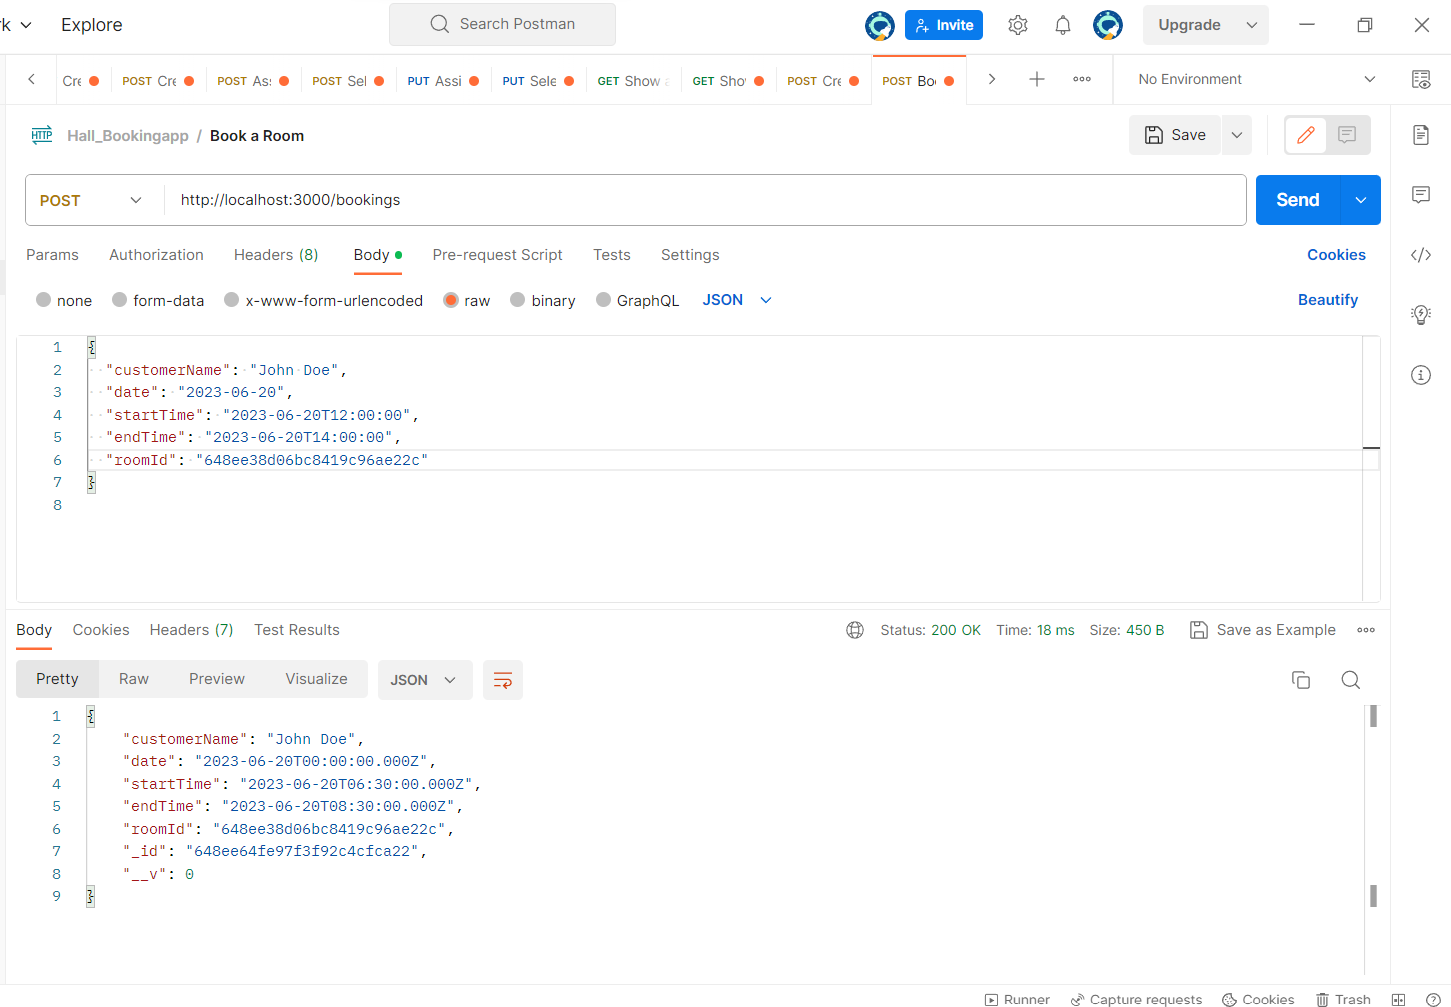 rk Explore Search Postman Invite Upgrade
Cre POST Cre POST As: POST Sel PUT Assi PUT Sele GET Show a GET Sho POST Cre POST Bo No Environment
HTTP Hall_Bookingapp / Book a Room Save
POST http://localhost:3000/bookings Send
Params Authorization Headers (8) Body Pre-request Script Tests Settings Cookies
none form-data x-www-form-urlencoded raw binary GraphQL JSON Beautify
1 {
2 "customerName": "John Doe",
3 "date": "2023-06-20",
4 "startTime": "2023-06-20T12:00:00",
5 "endTime": "2023-06-20T14:00:00",
6 "roomId": "648ee38d06bc8419c96ae22c"
7 }
8
Body Cookies Headers (7) Test Results Status: 200 OK Time: 18 ms Size: 450 B Save as Example
Pretty Raw Preview Visualize JSON
1 {
2 "customerName": "John Doe",
3 "date": "2023-06-20T00:00:00.000Z",
4 "startTime": "2023-06-20T06:30:00.000Z",
5 "endTime": "2023-06-20T08:30:00.000Z",
6 "roomId": "648ee38d06bc8419c96ae22c",
7 "_id": "648ee64fe97f3f92c4cfca22",
8 "__v": 0
9 }
Runner Capture requests Cookies Trash